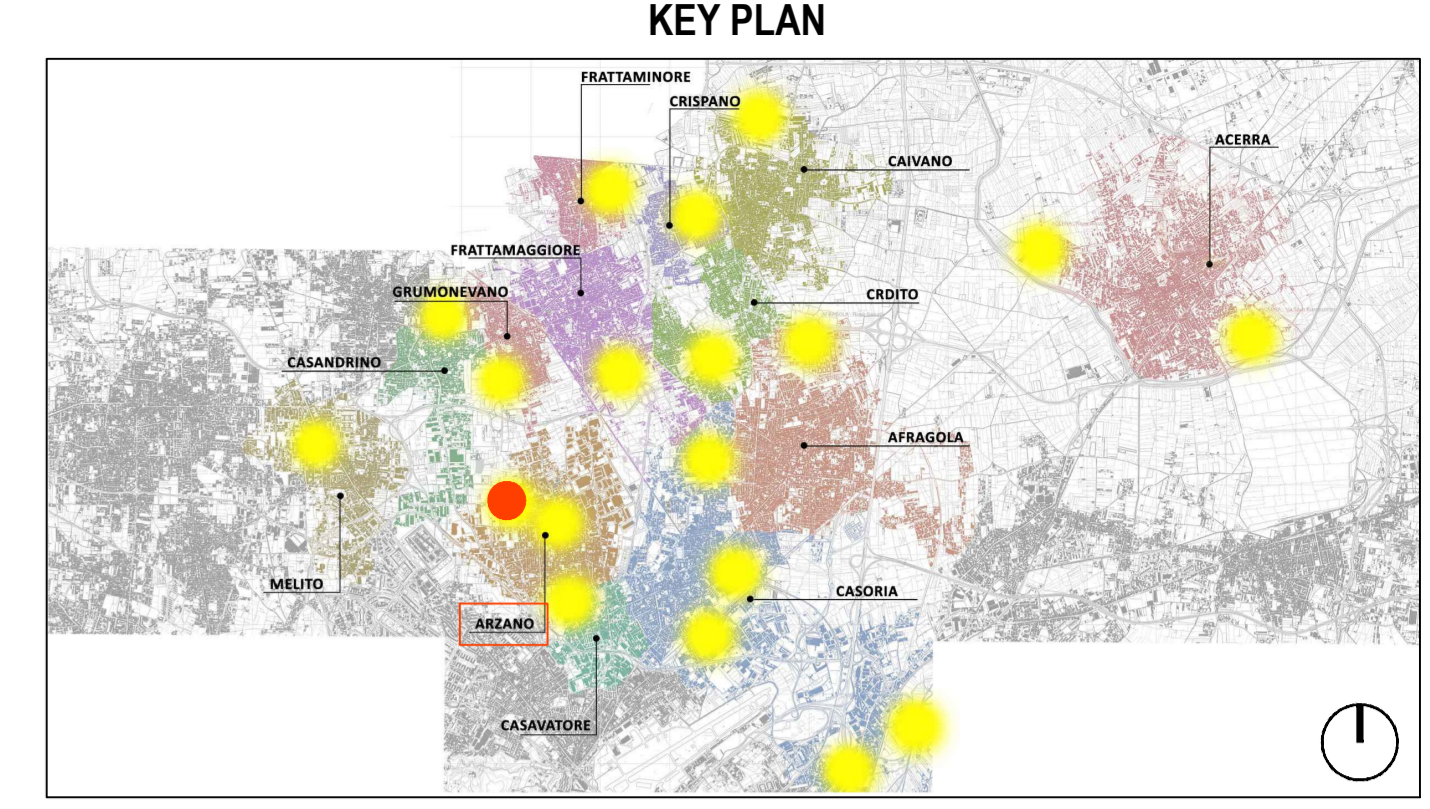 KEY PLAN
FRATTAMINORE
CRISPANO
ACERRA
CAIVANO
FRATTAMAGGIORE
GRUMONEVANO
CRDITO
CASANDRINO
AFRAGOLA
MELITO
CASORIA
ARZANO
CASAVATORE